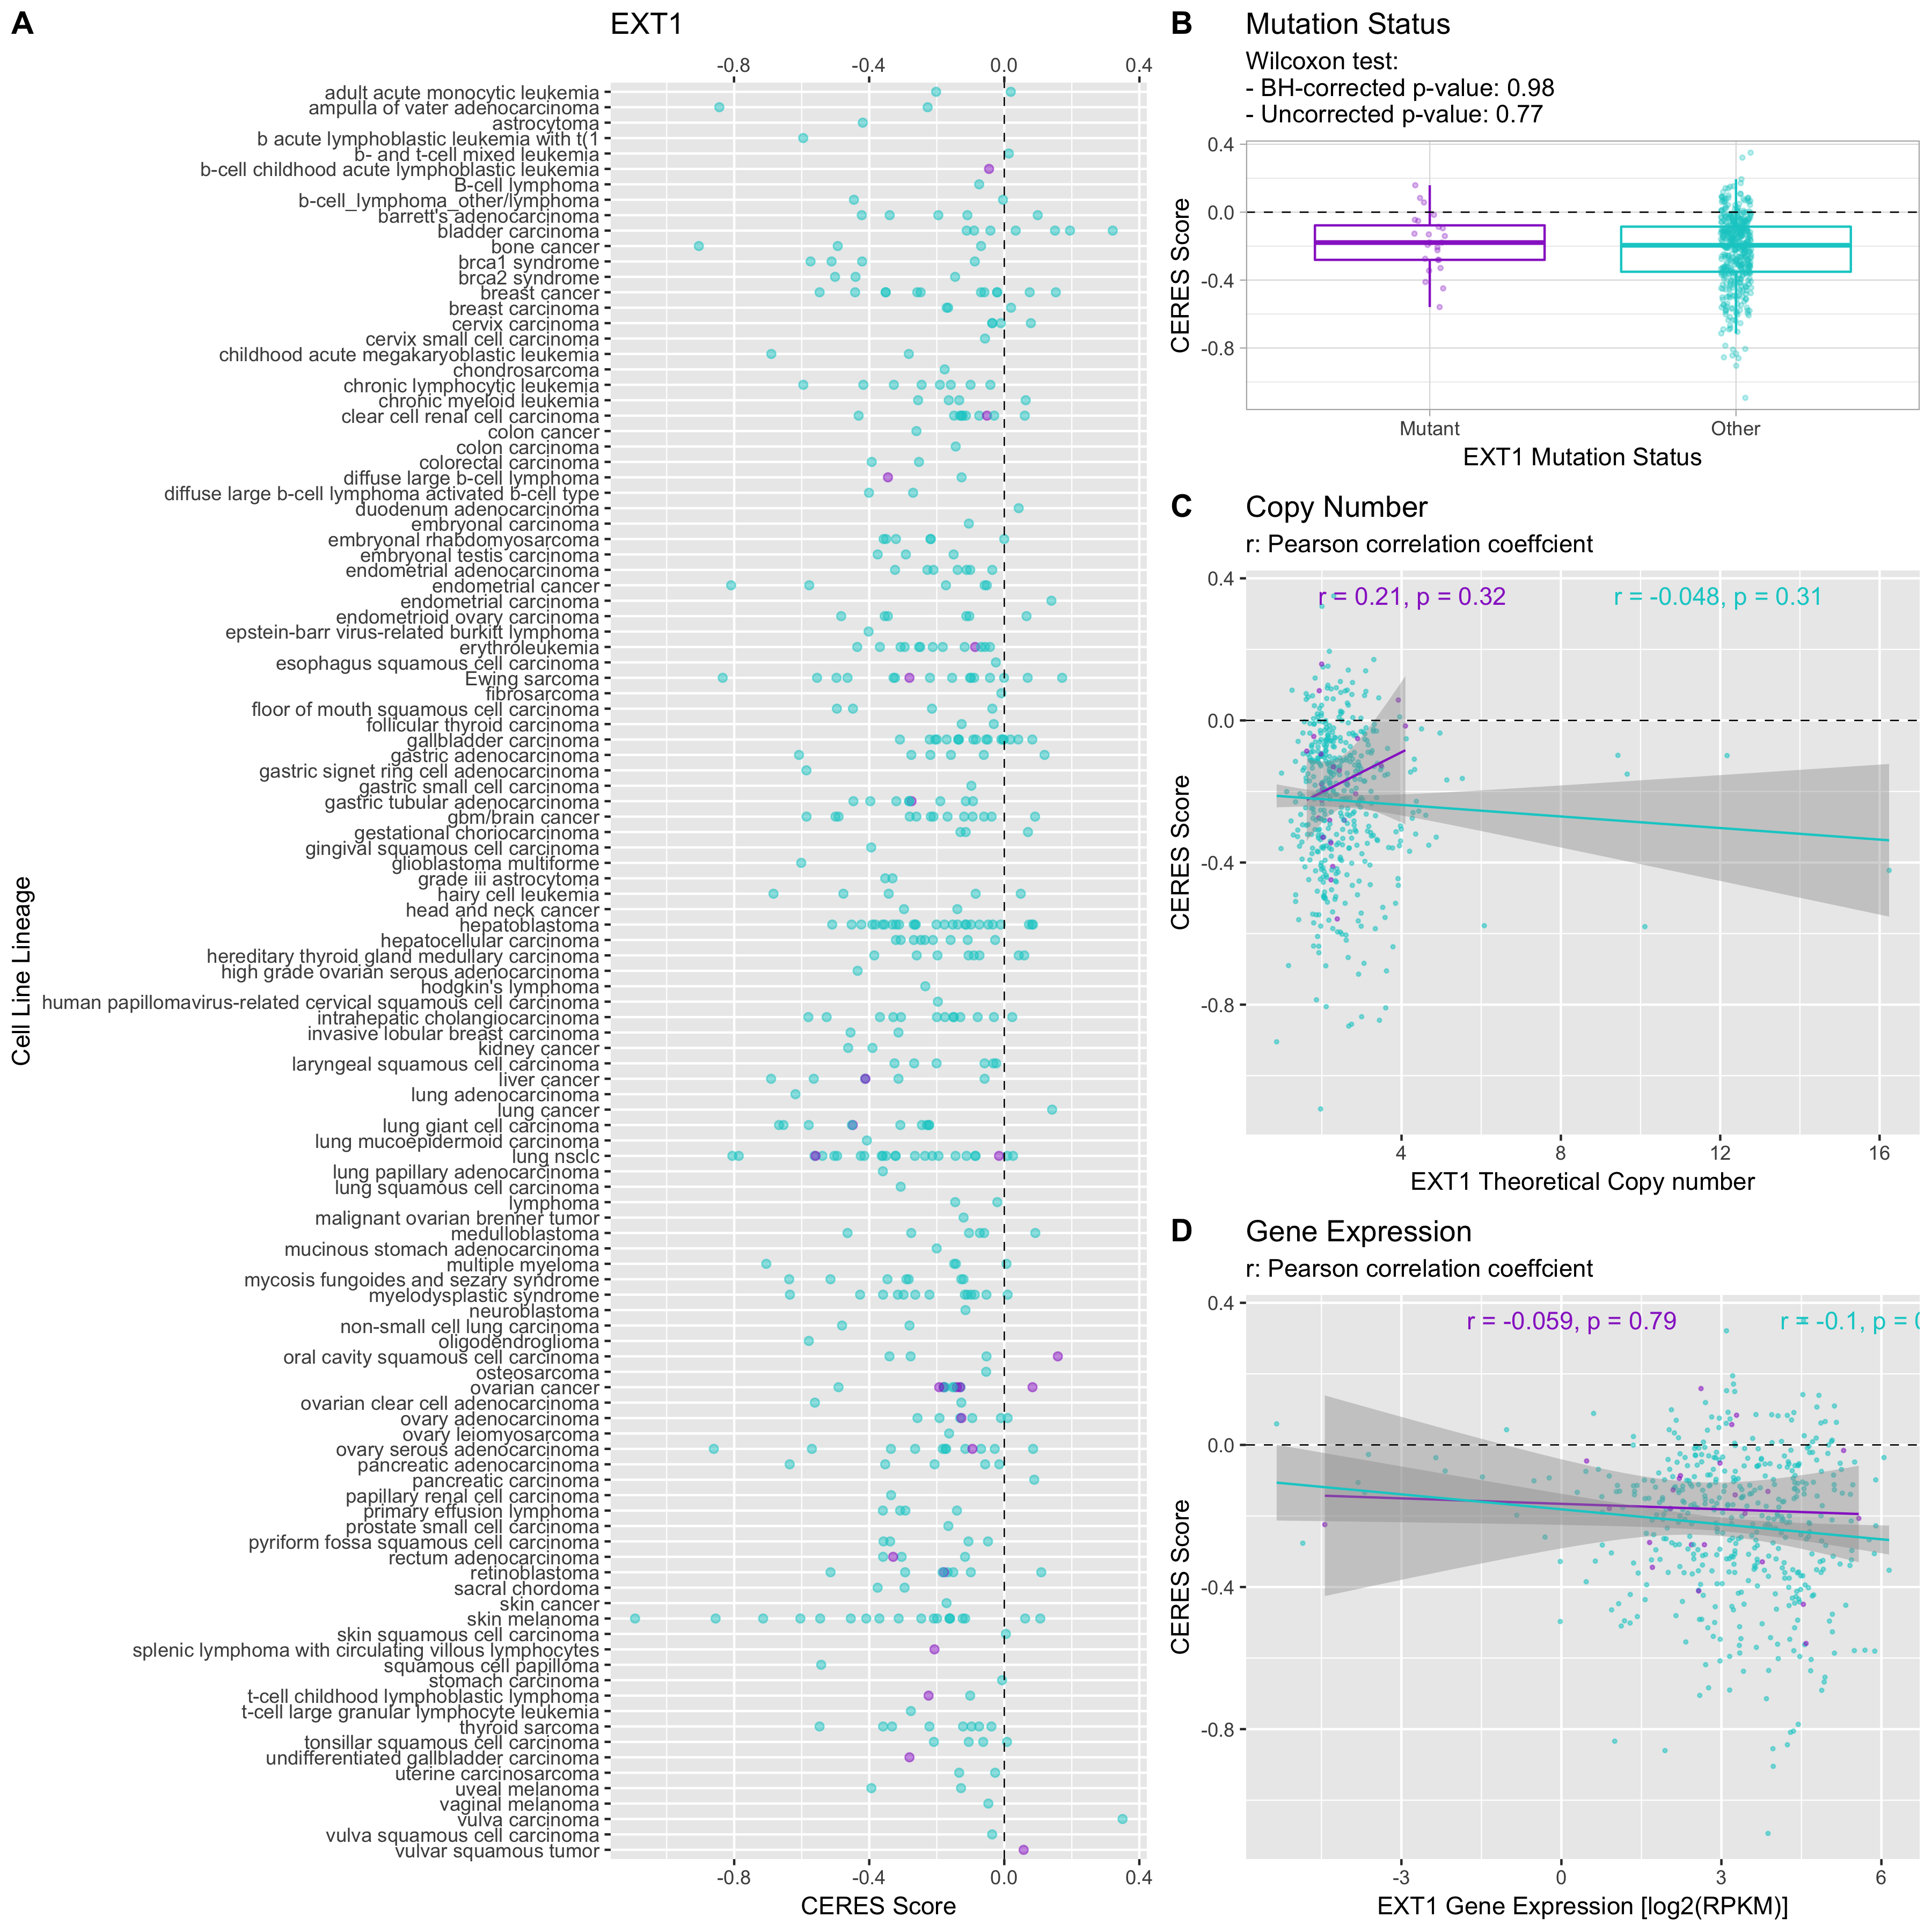 A
EXT1
-0.8 -0.4 0.0 0.4
adult acute monocytic leukemia
ampulla of vater adenocarcinoma
astrocytoma
b acute lymphoblastic leukemia with t(1
b- and t-cell mixed leukemia
b-cell childhood acute lymphoblastic leukemia
B-cell lymphoma
b-cell_lymphoma_other/lymphoma
barrett's adenocarcinoma
bladder carcinoma
bone cancer
brca1 syndrome
brca2 syndrome
breast cancer
breast carcinoma
cervix carcinoma
cervix small cell carcinoma
childhood acute megakaryoblastic leukemia
chondrosarcoma
chronic lymphocytic leukemia
chronic myeloid leukemia
clear cell renal cell carcinoma
colon cancer
colon carcinoma
colorectal carcinoma
diffuse large b-cell lymphoma
diffuse large b-cell lymphoma activated b-cell type
duodenum adenocarcinoma
embryonal carcinoma
embryonal rhabdomyosarcoma
embryonal testis carcinoma
endometrial adenocarcinoma
endometrial cancer
endometrial carcinoma
endometrioid ovary carcinoma
epstein-barr virus-related burkitt lymphoma
erythroleukemia
esophagus squamous cell carcinoma
Ewing sarcoma
fibrosarcoma
floor of mouth squamous cell carcinoma
follicular thyroid carcinoma
gallbladder carcinoma
gastric adenocarcinoma
gastric signet ring cell adenocarcinoma
gastric small cell carcinoma
gastric tubular adenocarcinoma
gbm/brain cancer
gestational choriocarcinoma
gingival squamous cell carcinoma
glioblastoma multiforme
grade iii astrocytoma
hairy cell leukemia
head and neck cancer
hepatoblastoma
hepatocellular carcinoma
hereditary thyroid gland medullary carcinoma
high grade ovarian serous adenocarcinoma
hodgkin's lymphoma
human papillomavirus-related cervical squamous cell carcinoma
intrahepatic cholangiocarcinoma
invasive lobular breast carcinoma
kidney cancer
laryngeal squamous cell carcinoma
liver cancer
lung adenocarcinoma
lung cancer
lung giant cell carcinoma
lung mucoepidermoid carcinoma
lung nsclc
lung papillary adenocarcinoma
lung squamous cell carcinoma
lymphoma
malignant ovarian brenner tumor
medulloblastoma
mucinous stomach adenocarcinoma
multiple myeloma
mycosis fungoides and sezary syndrome
myelodysplastic syndrome
neuroblastoma
non-small cell lung carcinoma
oligodendroglioma
oral cavity squamous cell carcinoma
osteosarcoma
ovarian cancer
ovarian clear cell adenocarcinoma
ovary adenocarcinoma
ovary leiomyosarcoma
ovary serous adenocarcinoma
pancreatic adenocarcinoma
pancreatic carcinoma
papillary renal cell carcinoma
primary effusion lymphoma
prostate small cell carcinoma
pyriform fossa squamous cell carcinoma
rectum adenocarcinoma
retinoblastoma
sacral chordoma
skin cancer
skin melanoma
skin squamous cell carcinoma
splenic lymphoma with circulating villous lymphocytes
squamous cell papilloma
stomach carcinoma
t-cell childhood lymphoblastic lymphoma
t-cell large granular lymphocyte leukemia
thyroid sarcoma
tonsillar squamous cell carcinoma
undifferentiated gallbladder carcinoma
uterine carcinosarcoma
uveal melanoma
vaginal melanoma
vulva carcinoma
vulva squamous cell carcinoma
vulvar squamous tumor
-0.8 -0.4 0.0 0.4
CERES Score
Cell Line Lineage
B
Mutation Status
Wilcoxon test:
- BH-corrected p-value: 0.98
- Uncorrected p-value: 0.77
0.4
0.0
-0.4
-0.8
CERES Score
Mutant Other
EXT1 Mutation Status
C
Copy Number
r: Pearson correlation coeffcient
r = 0.21, p = 0.32 r = -0.048, p = 0.31
0.4
0.0
-0.4
-0.8
CERES Score
4 8 12 16
EXT1 Theoretical Copy number
D
Gene Expression
r: Pearson correlation coeffcient
r = -0.059, p = 0.79 r = -0.1, p = 0
0.4
0.0
-0.4
-0.8
CERES Score
-3 0 3 6
EXT1 Gene Expression [log2(RPKM)]